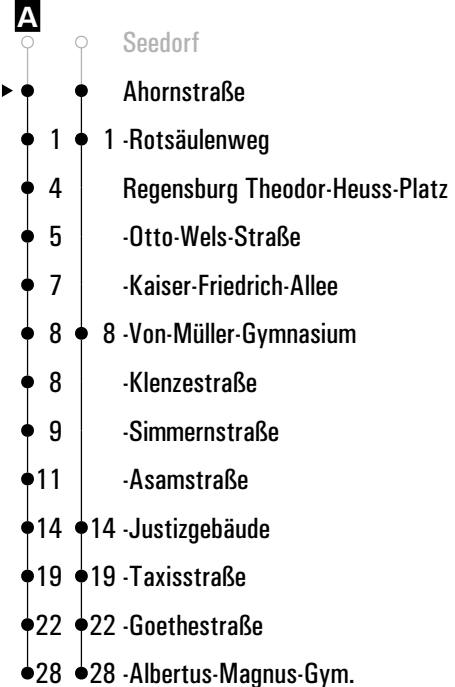 A
Seedorf
Ahornstraße
1 1 -Rotsäulenweg
4 Regensburg Theodor-Heuss-Platz
5 -Otto-Wels-Straße
7 -Kaiser-Friedrich-Allee
8 8 -Von-Müller-Gymnasium
8 -Klenzestraße
9 -Simmernstraße
11 -Asamstraße
14 14 -Justizgebäude
19 19 -Taxisstraße
22 22 -Goethestraße
28 28 -Albertus-Magnus-Gym.